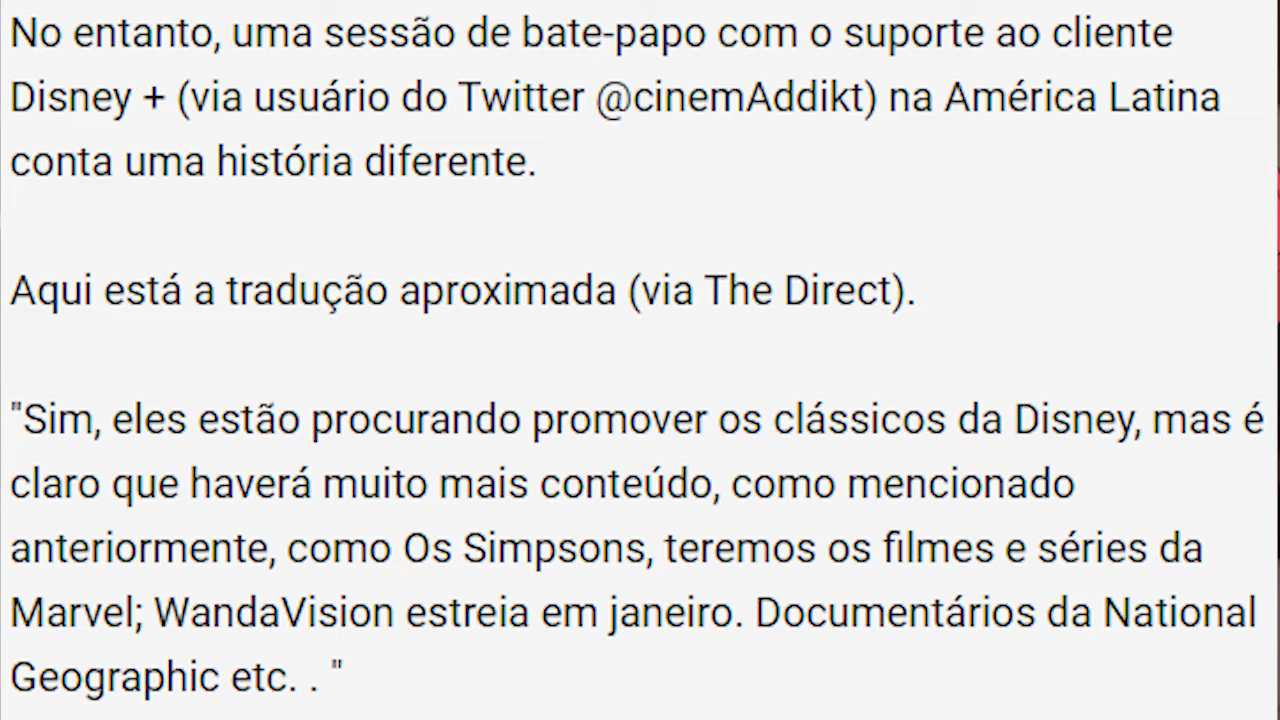 No entanto, uma sessão de bate-papo com o suporte ao cliente
Disney + (via usuário do Twitter @cinemAddikt) na América Latina
conta uma história diferente.
Aqui está a tradução aproximada (via The Direct).
"Sim, eles estão procurando promover os clássicos da Disney, mas é
claro que haverá muito mais conteúdo, como mencionado
anteriormente, como Os Simpsons, teremos os filmes e séries da
Marvel; WandaVision estreia em janeiro. Documentários da National
Geographic etc. . "